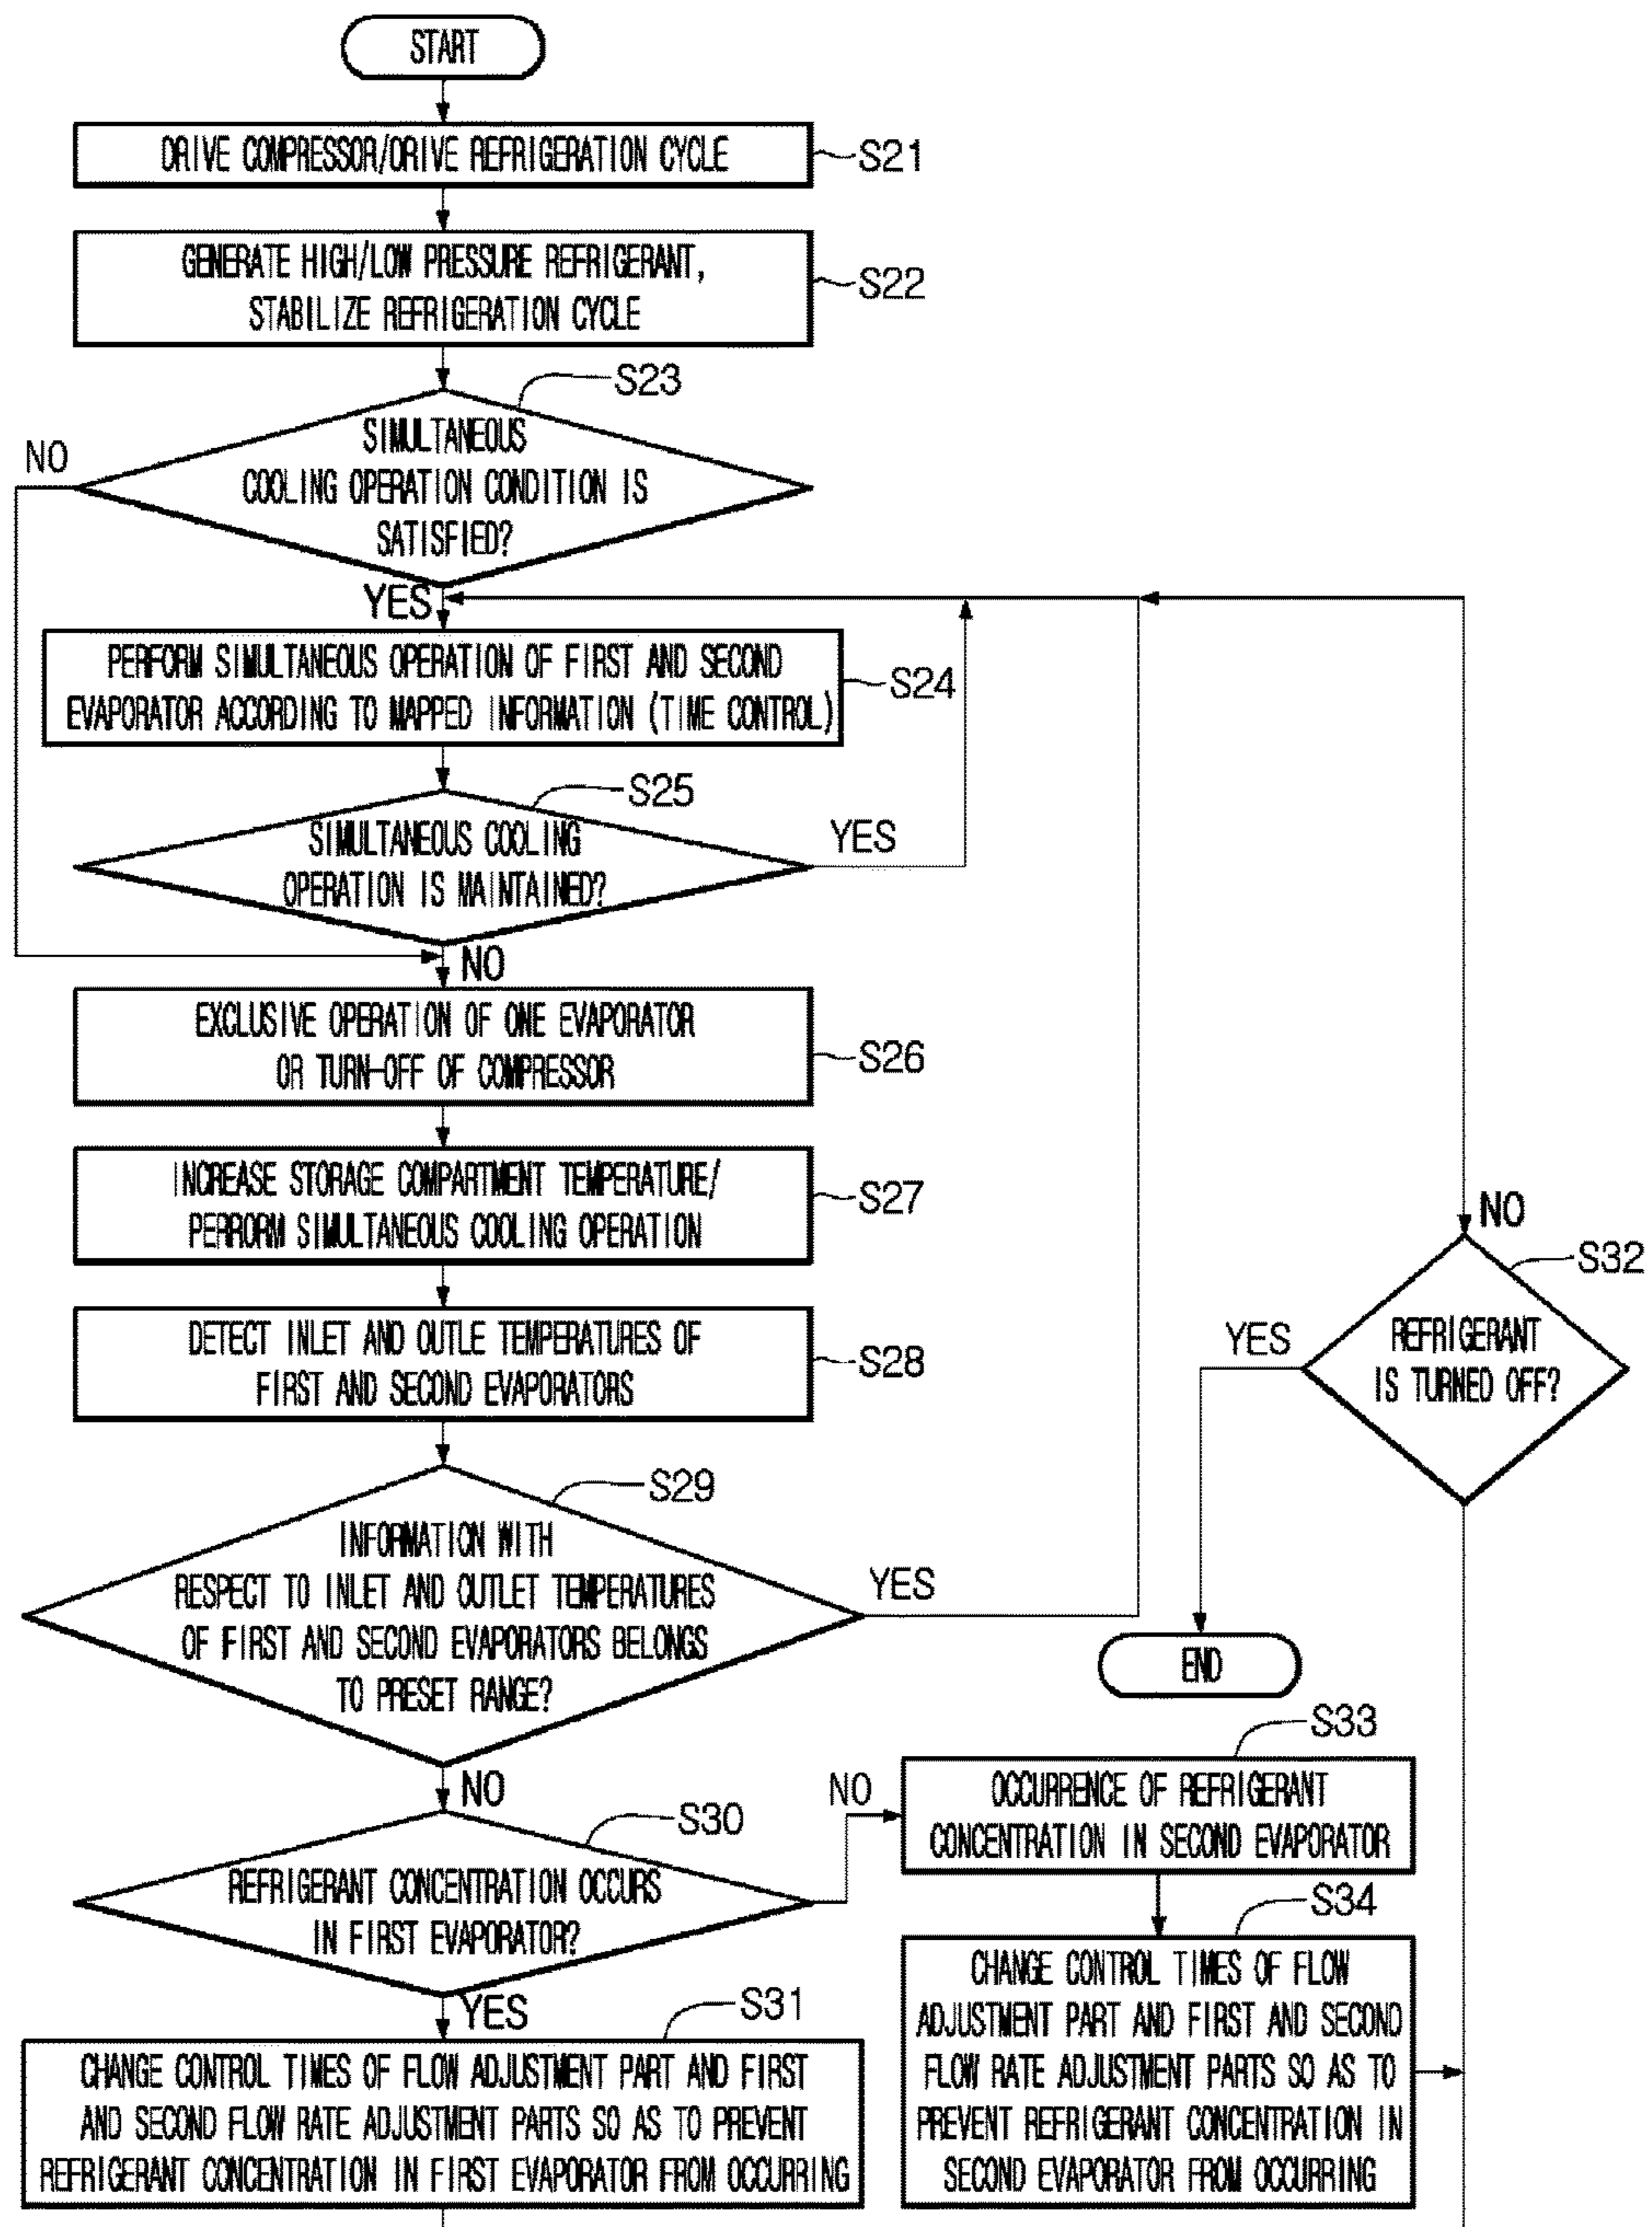 START
DRIVE COMPRESSOR/DRIVE REFRIGERATION CYCLE
S21
GENERATE HIGH/LOW PRESSURE REFRIGERANT,
STABILIZE REFRIGERATION CYCLE
S22
S23
SIMULTANEOUS
COOLING OPERATION CONDITION IS
SATISFIED?
NO
YES
PERFORM SIMULTANEOUS OPERATION OF FIRST AND SECOND
EVAPORATOR ACCORDING TO MAPPED INFORMATION (TIME CONTROL)
S24
S25
SIMULTANEOUS COOLING
OPERATION IS MAINTAINED?
YES
NO
EXCLUSIVE OPERATION OF ONE EVAPORATOR
OR TURN-OFF OF COMPRESSOR
S26
INCREASE STORAGE COMPARTMENT TEMPERATURE/
PERRORM SIMULTANEOUS COOLING OPERATION
S27
NO
S32
REFRIGERANT
IS TURNED OFF?
YES
DETECT INLET AND OUTLE TEMPERATURES OF
FIRST AND SECOND EVAPORATORS
S28
S29
INFORMATION WITH
RESPECT TO INLET AND OUTLET TEMPERATURES
OF FIRST AND SECOND EVAPORATORS BELONGS
TO PRESET RANGE?
YES
END
NO
S30
REFRIGERANT CONCENTRATION OCCURS
IN FIRST EVAPORATOR?
NO
S33
OCCURRENCE OF REFRIGERANT
CONCENTRATION IN SECOND EVAPORATOR
S34
CHANGE CONTROL TIMES OF FLOW
ADJUSTMENT PART AND FIRST AND SECOND
FLOW RATE ADJUSTMENT PARTS SO AS TO
PREVENT REFRIGERANT CONCENTRATION IN
SECOND EVAPORATOR FROM OCCURRING
YES
S31
CHANGE CONTROL TIMES OF FLOW ADJUSTMENT PART AND FIRST
AND SECOND FLOW RATE ADJUSTMENT PARTS SO AS TO PREVENT
REFRIGERANT CONCENTRATION IN FIRST EVAPORATOR FROM OCCURRING